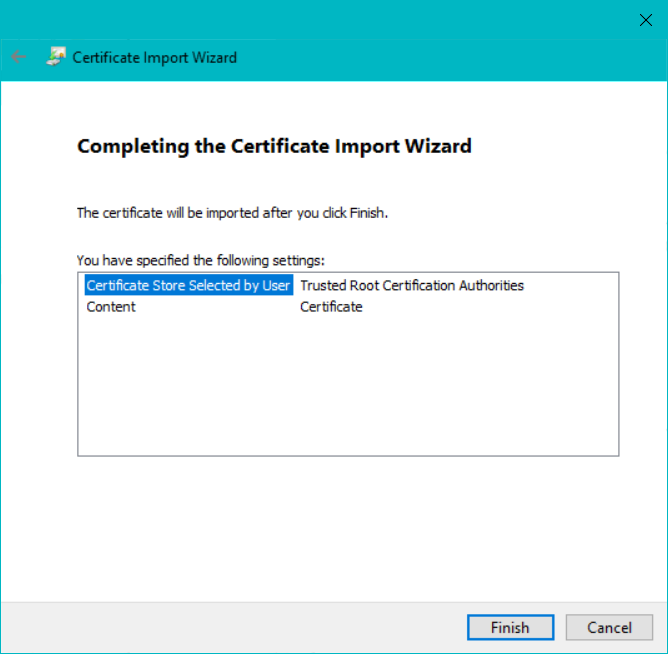 Certificate Import Wizard
Completing the Certificate Import Wizard
The certificate will be imported after you click Finish.
You have specified the following settings:
Certificate Store Selected by User Trusted Root Certification Authorities
Content Certificate
Finish Cancel